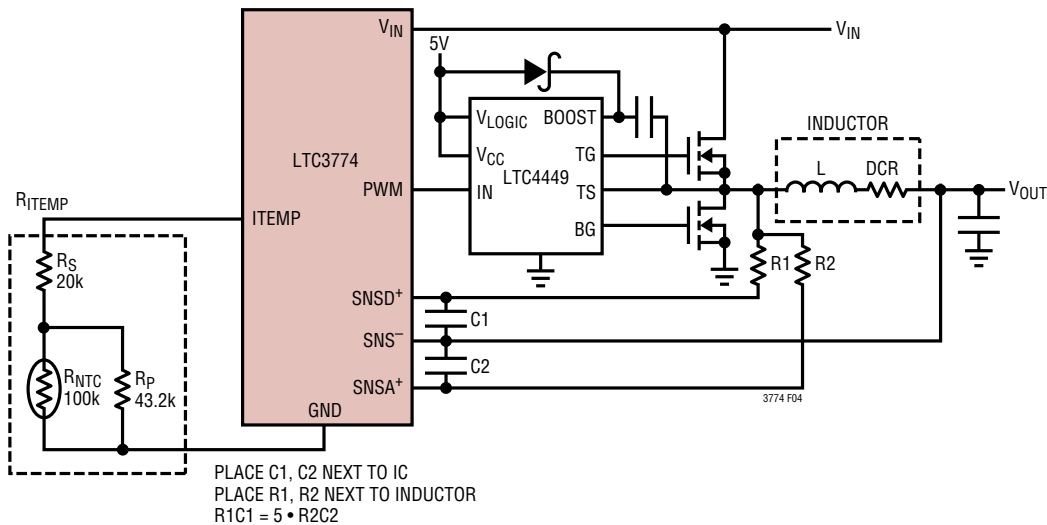 VIN
VIN
5V
VLOGIC
BOOST
INDUCTOR
LTC3774
VCC
TG
L
DCR
LTC4449
PWM
IN
TS
VOUT
RITEMP
ITEMP
BG
RS
20k
R1
R2
SNSD+
C1
SNS–
C2
RNTC
100k
RP
43.2k
SNSA+
3774 F04
GND
PLACE C1, C2 NEXT TO IC
PLACE R1, R2 NEXT TO INDUCTOR
R1C1 = 5 • R2C2